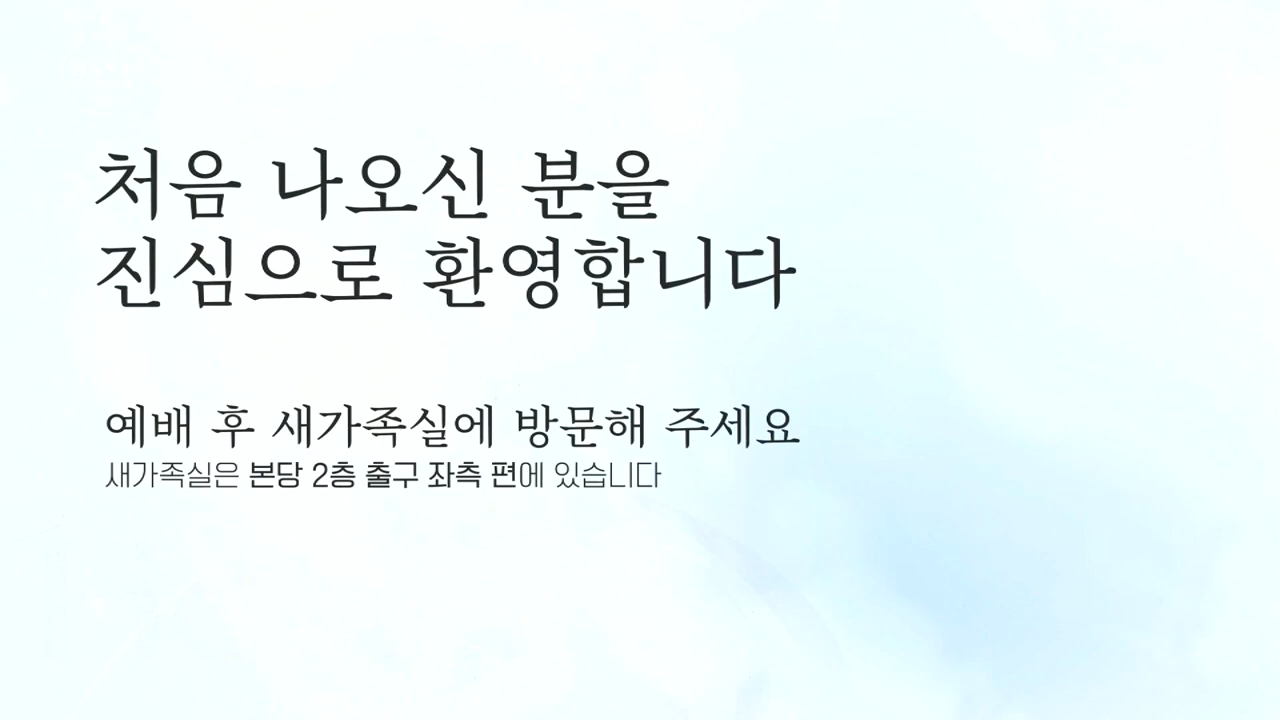 처음 나오신 분을
진심으로 환영합니다
예배 후 새가족실에 방문해 주세요
새가족실은 본당 2층 출구 좌측 편에 있습니다